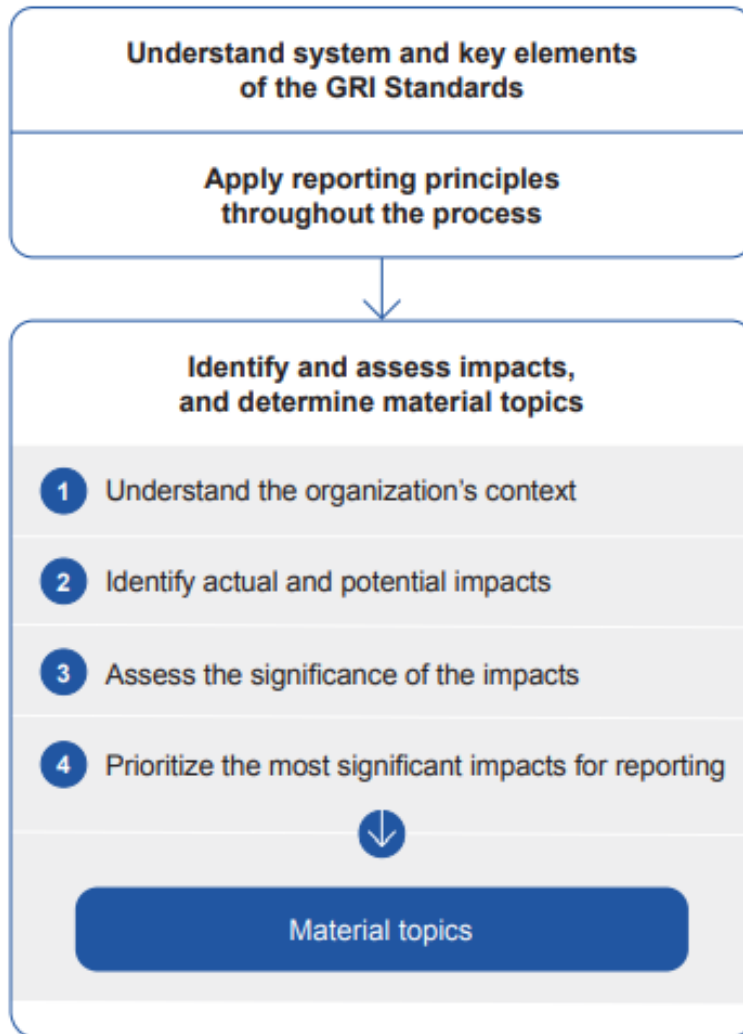 Understand system and key elements
of the GRI Standards
Apply reporting principles
throughout the process
Identify and assess impacts,
and determine material topics
1 Understand the organization's context
2 Identify actual and potential impacts
3 Assess the significance of the impacts
4 Prioritize the most significant impacts for reporting
Material topics